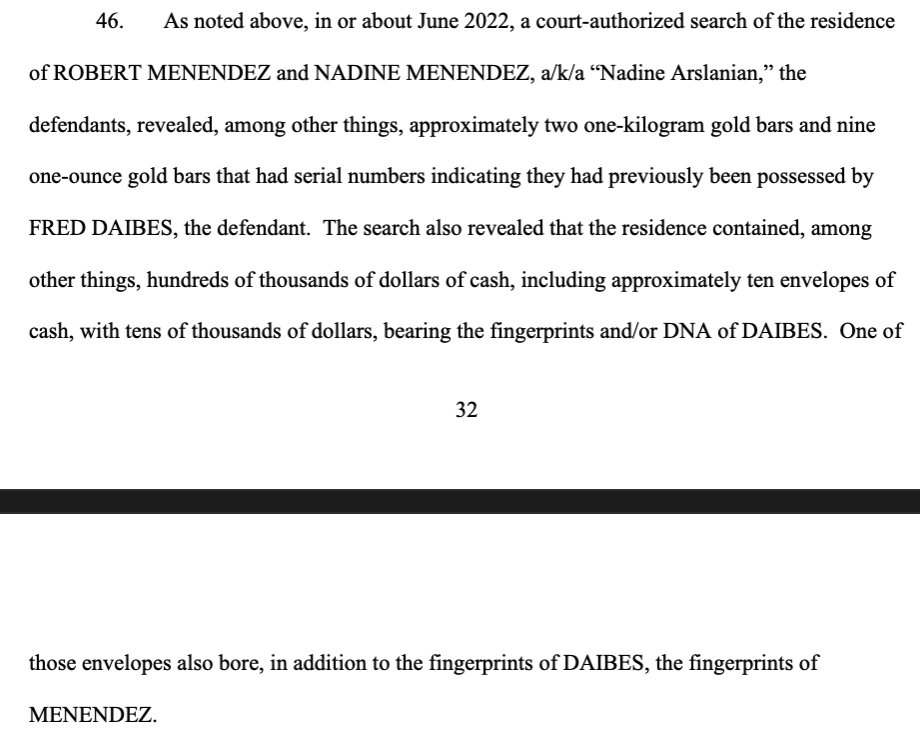 46. As noted above, in or about June 2022, a court-authorized search of the residence
of ROBERT MENENDEZ and NADINE MENENDEZ, a/k/a “Nadine Arslanian,” the
defendants, revealed, among other things, approximately two one-kilogram gold bars and nine
one-ounce gold bars that had serial numbers indicating they had previously been possessed by
FRED DAIBES, the defendant.  The search also revealed that the residence contained, among
other things, hundreds of thousands of dollars of cash, including approximately ten envelopes of
cash, with tens of thousands of dollars, bearing the fingerprints and/or DNA of DAIBES.  One of
32
those envelopes also bore, in addition to the fingerprints of DAIBES, the fingerprints of
MENENDEZ.